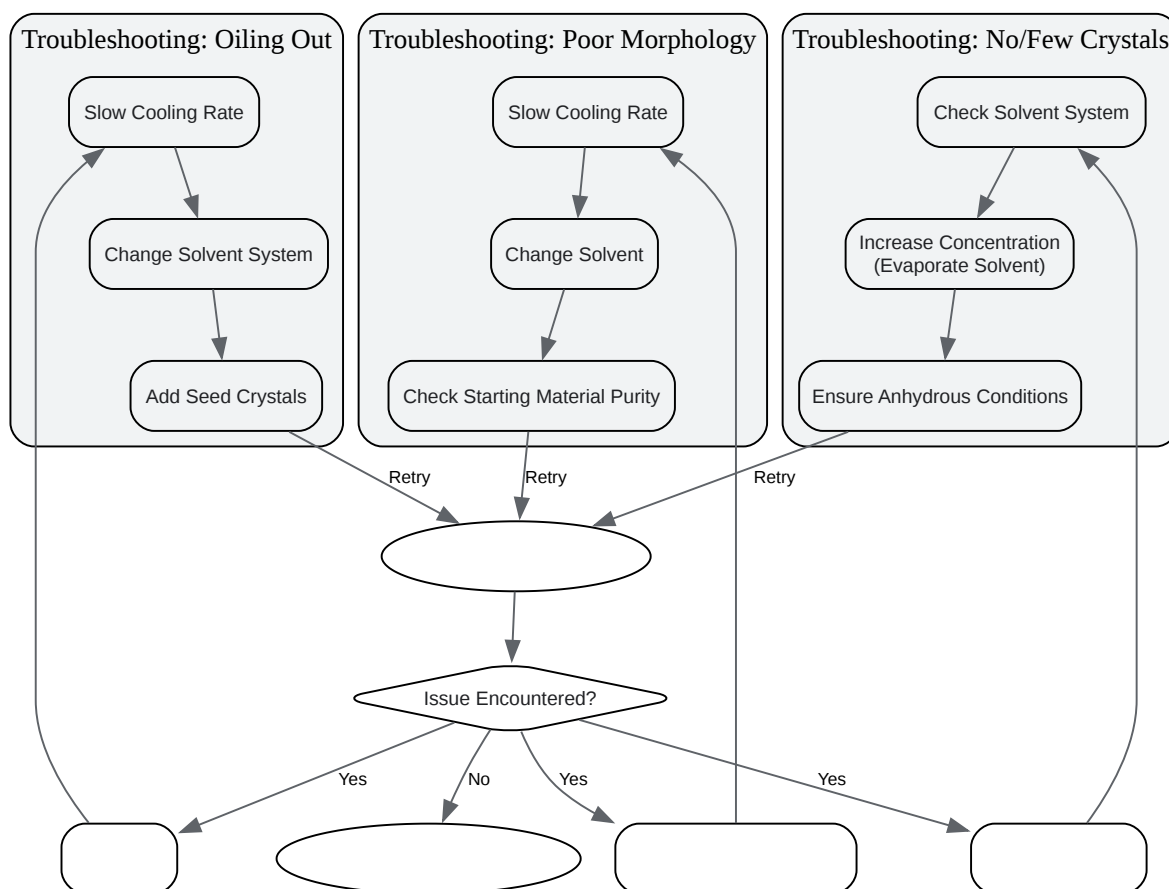 Troubleshooting: Oiling Out
Slow Cooling Rate
Change Solvent System
Add Seed Crystals
Troubleshooting: Poor Morphology
Slow Cooling Rate
Change Solvent
Check Starting Material Purity
Troubleshooting: No/Few Crystals
Check Solvent System
Increase Concentration
(Evaporate Solvent)
Ensure Anhydrous Conditions
Retry
Retry
Retry
Issue Encountered?
Yes
No
Yes
Yes